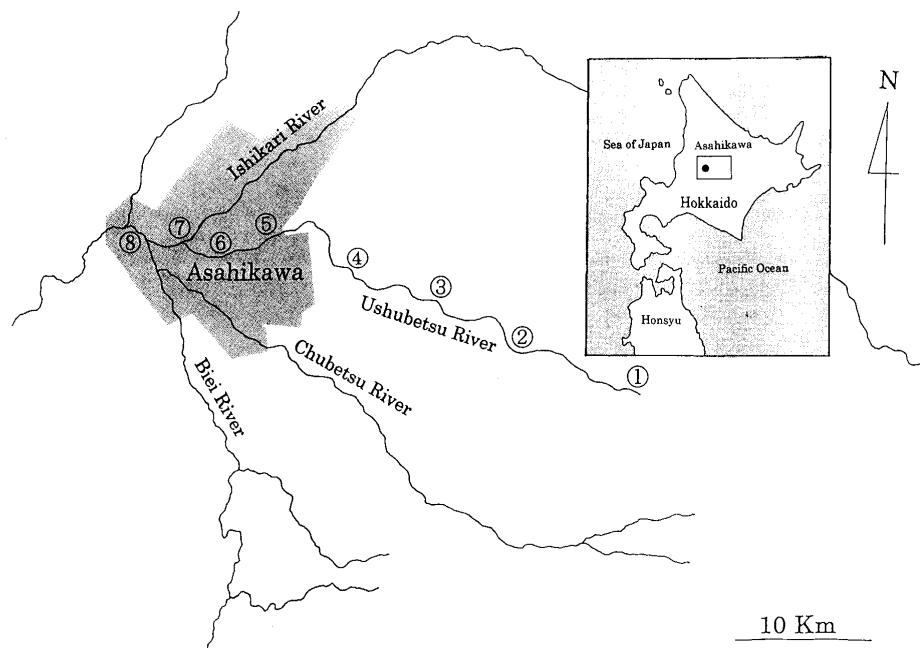 N
Sea of Japan
Asahikawa
Hokkaido
Pacific Ocean
Honsyu
Ishikari River
⑦
⑤
⑧
⑥
Asahikawa
④
③
Ushubetsu River
②
①
Chubetsu River
Biei River
10 Km